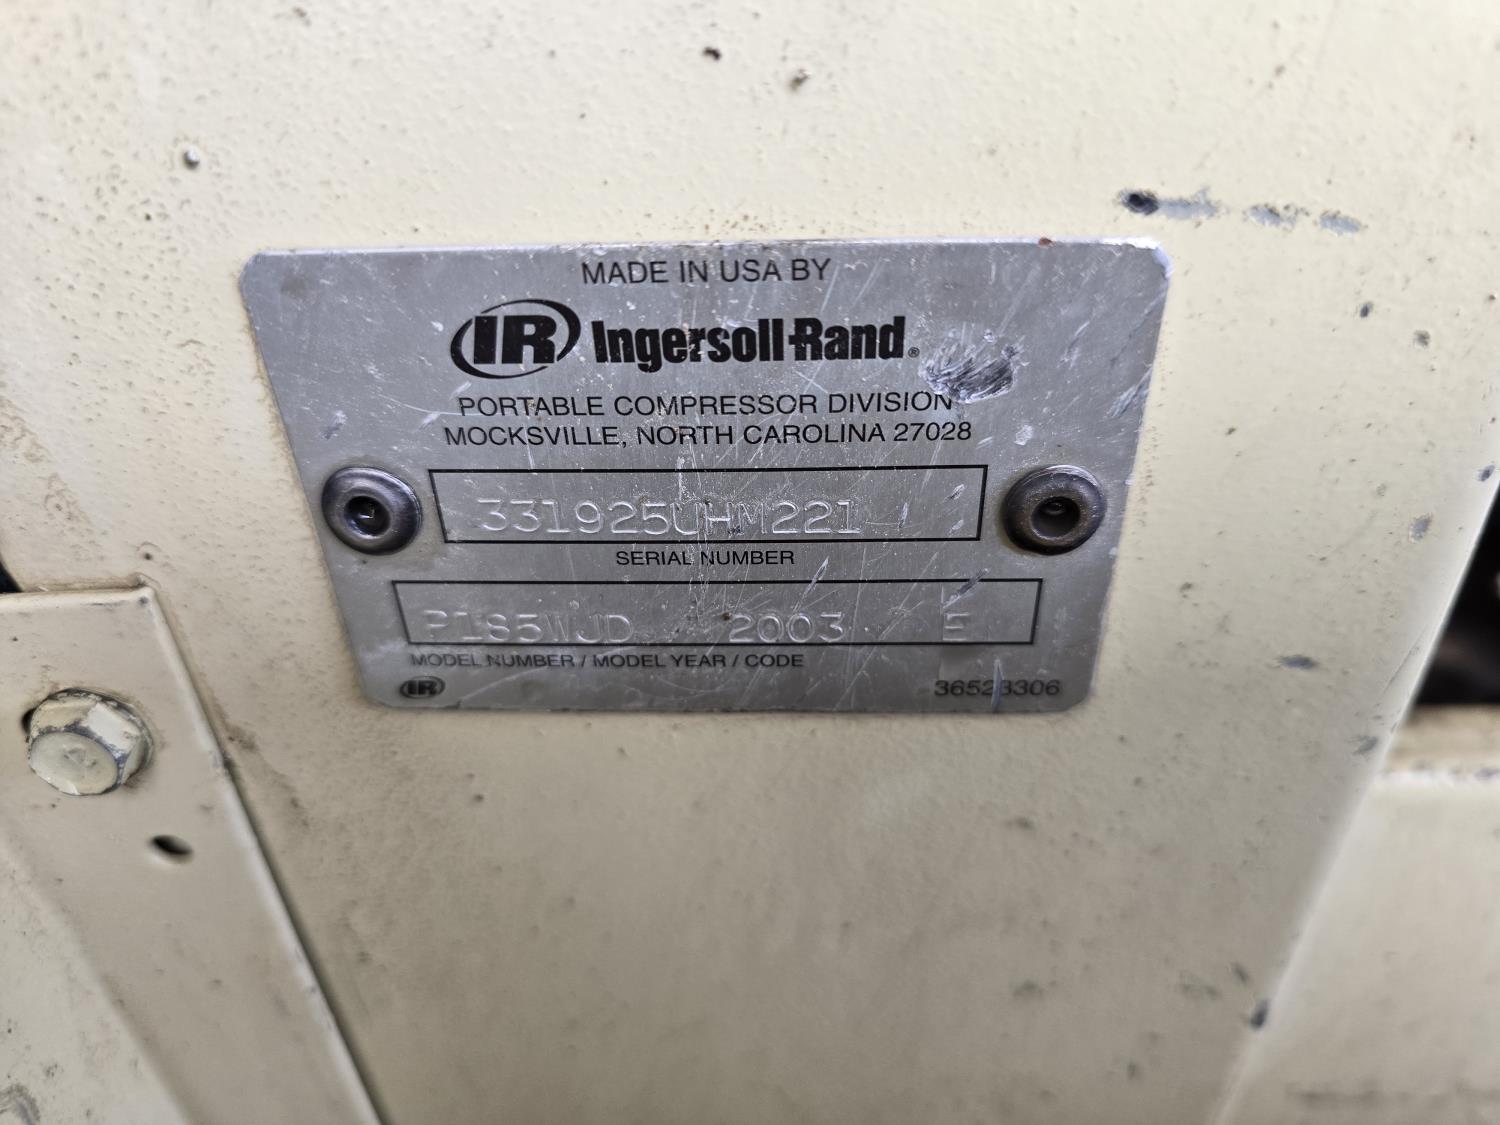 MADE IN USA BY
IR Ingersoll-Rand®
PORTABLE COMPRESSOR DIVISION
MOCKSVILLE, NORTH CAROLINA 27028
331925UHM221
SERIAL NUMBER
P185WJD 2003 E
MODEL NUMBER / MODEL YEAR / CODE
IR 36523306